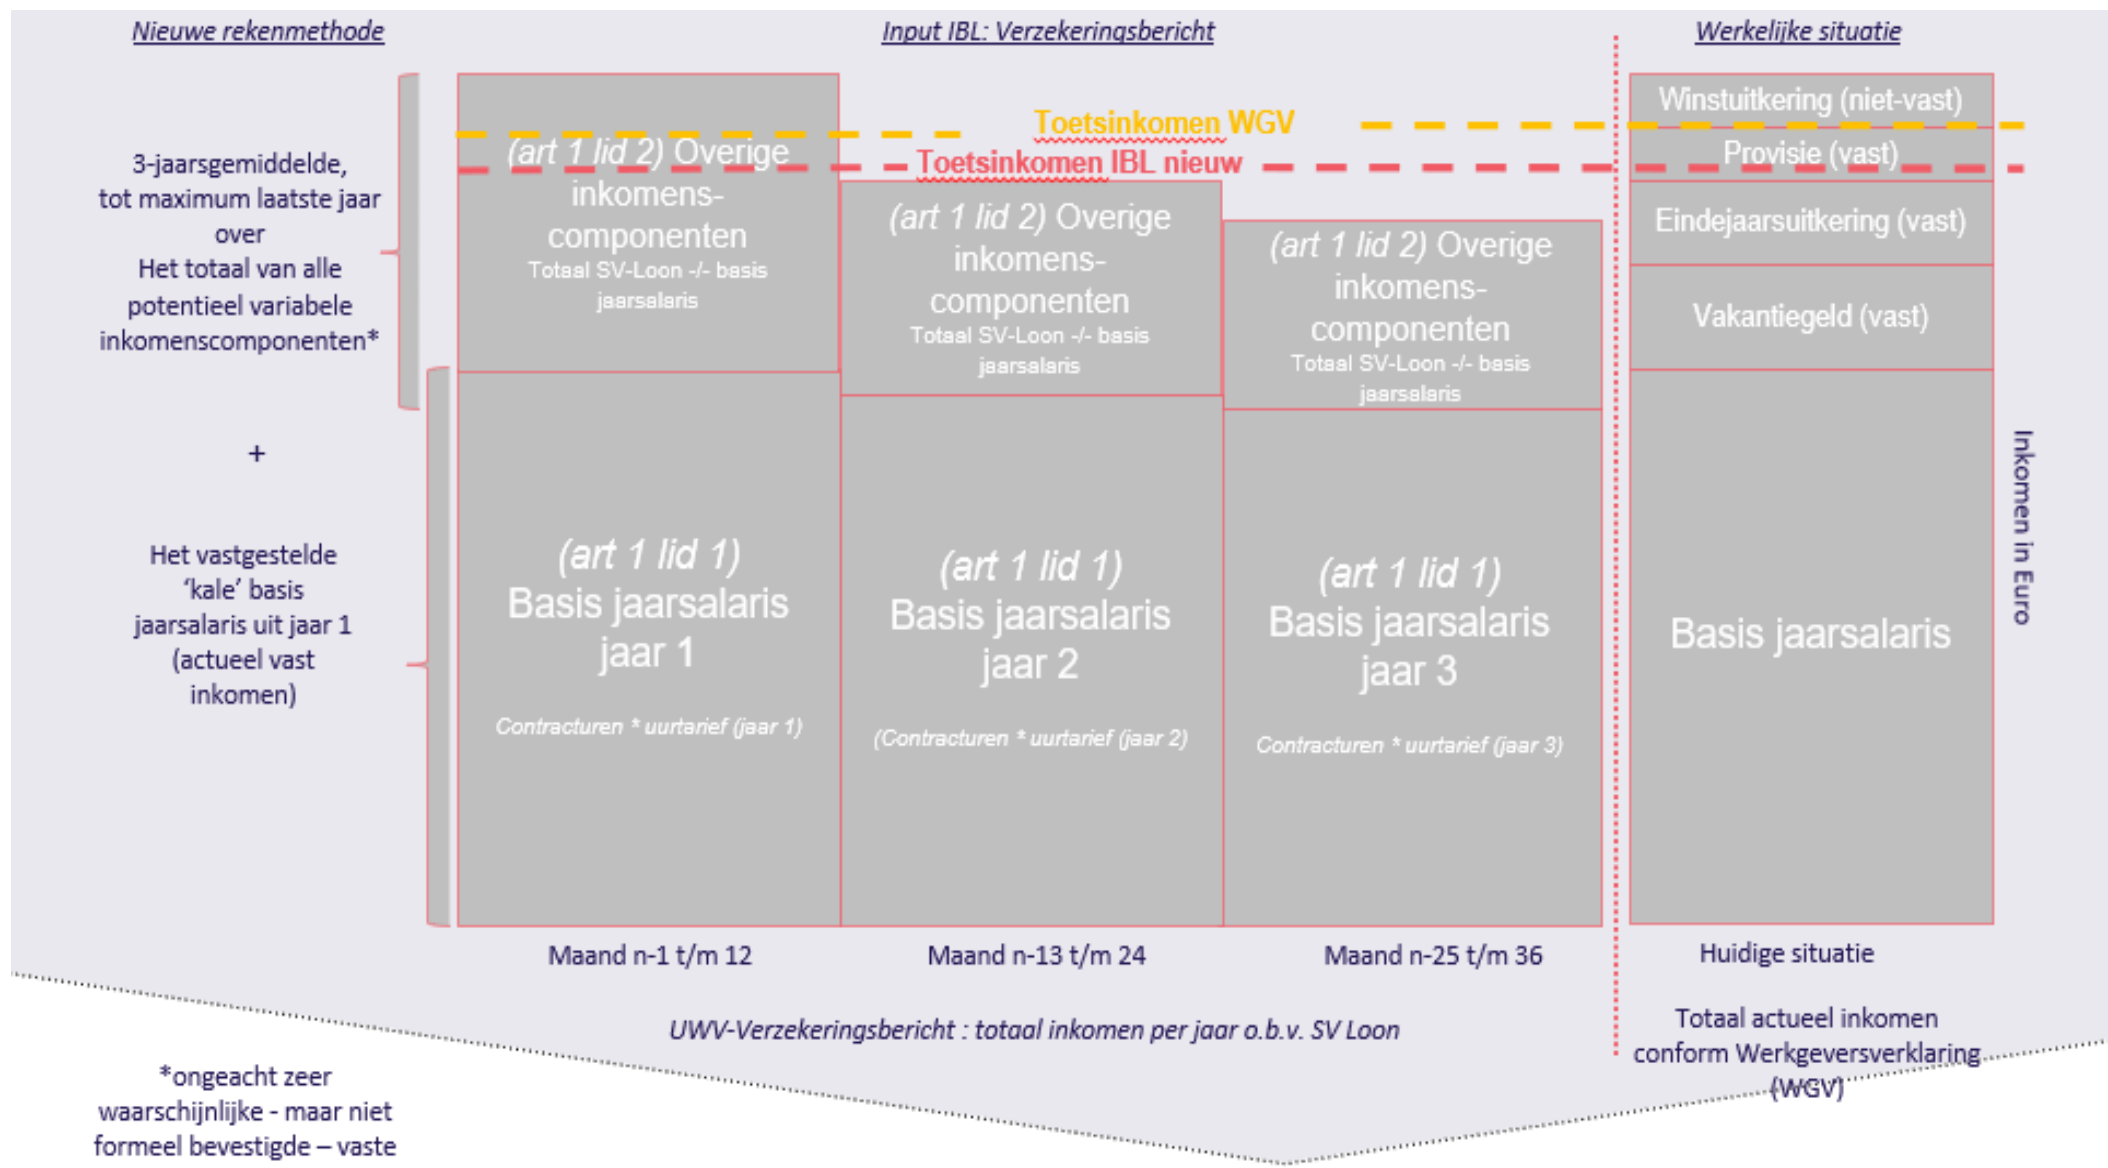 Nieuwe rekenmethode
Input IBL: Verzekeringsbericht
Werkelijke situatie
3-jaarsgemiddelde,
tot maximum laatste jaar
over
Het totaal van alle
potentieel variabele
inkomenscomponenten*
+
Het vastgestelde
‘kale’ basis
jaarsalaris uit jaar 1
(actueel vast
inkomen)
Toetsinkomen WGV
Toetsinkomen IBL nieuw
(art 1 lid 2) Overige
inkomens-
componenten
Totaal SV-Loon -/- basis
jaarsalaris
(art 1 lid 1)
Basis jaarsalaris
jaar 1
Contracturen * uurtarief (jaar 1)
Maand n-1 t/m 12
(art 1 lid 2) Overige
inkomens-
componenten
Totaal SV-Loon -/- basis
jaarsalaris
(art 1 lid 1)
Basis jaarsalaris
jaar 2
(Contracturen * uurtarief (jaar 2)
Maand n-13 t/m 24
(art 1 lid 2) Overige
inkomens-
componenten
Totaal SV-Loon -/- basis
jaarsalaris
(art 1 lid 1)
Basis jaarsalaris
jaar 3
Contracturen * uurtarief (jaar 3)
Maand n-25 t/m 36
Winstuitkering (niet-vast)
Provisie (vast)
Eindejaarsuitkering (vast)
Vakantiegeld (vast)
Basis jaarsalaris
Inkomen in Euro
Huidige situatie
Totaal actueel inkomen
conform Werkgeversverklaring
(WGV)
UWV-Verzekeringsbericht : totaal inkomen per jaar o.b.v. SV Loon
*ongeacht zeer
waarschijnlijke - maar niet
formeel bevestigde – vaste